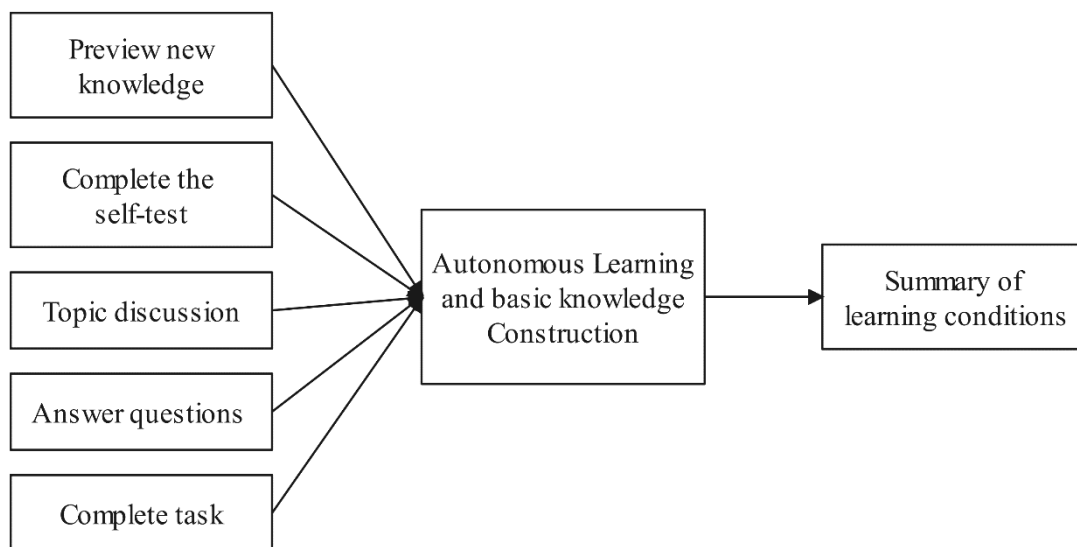 Preview new
knowledge
Complete the
self-test
Topic discussion
Answer questions
Complete task
Autonomous Learning
and basic knowledge
Construction
Summary of
learning conditions